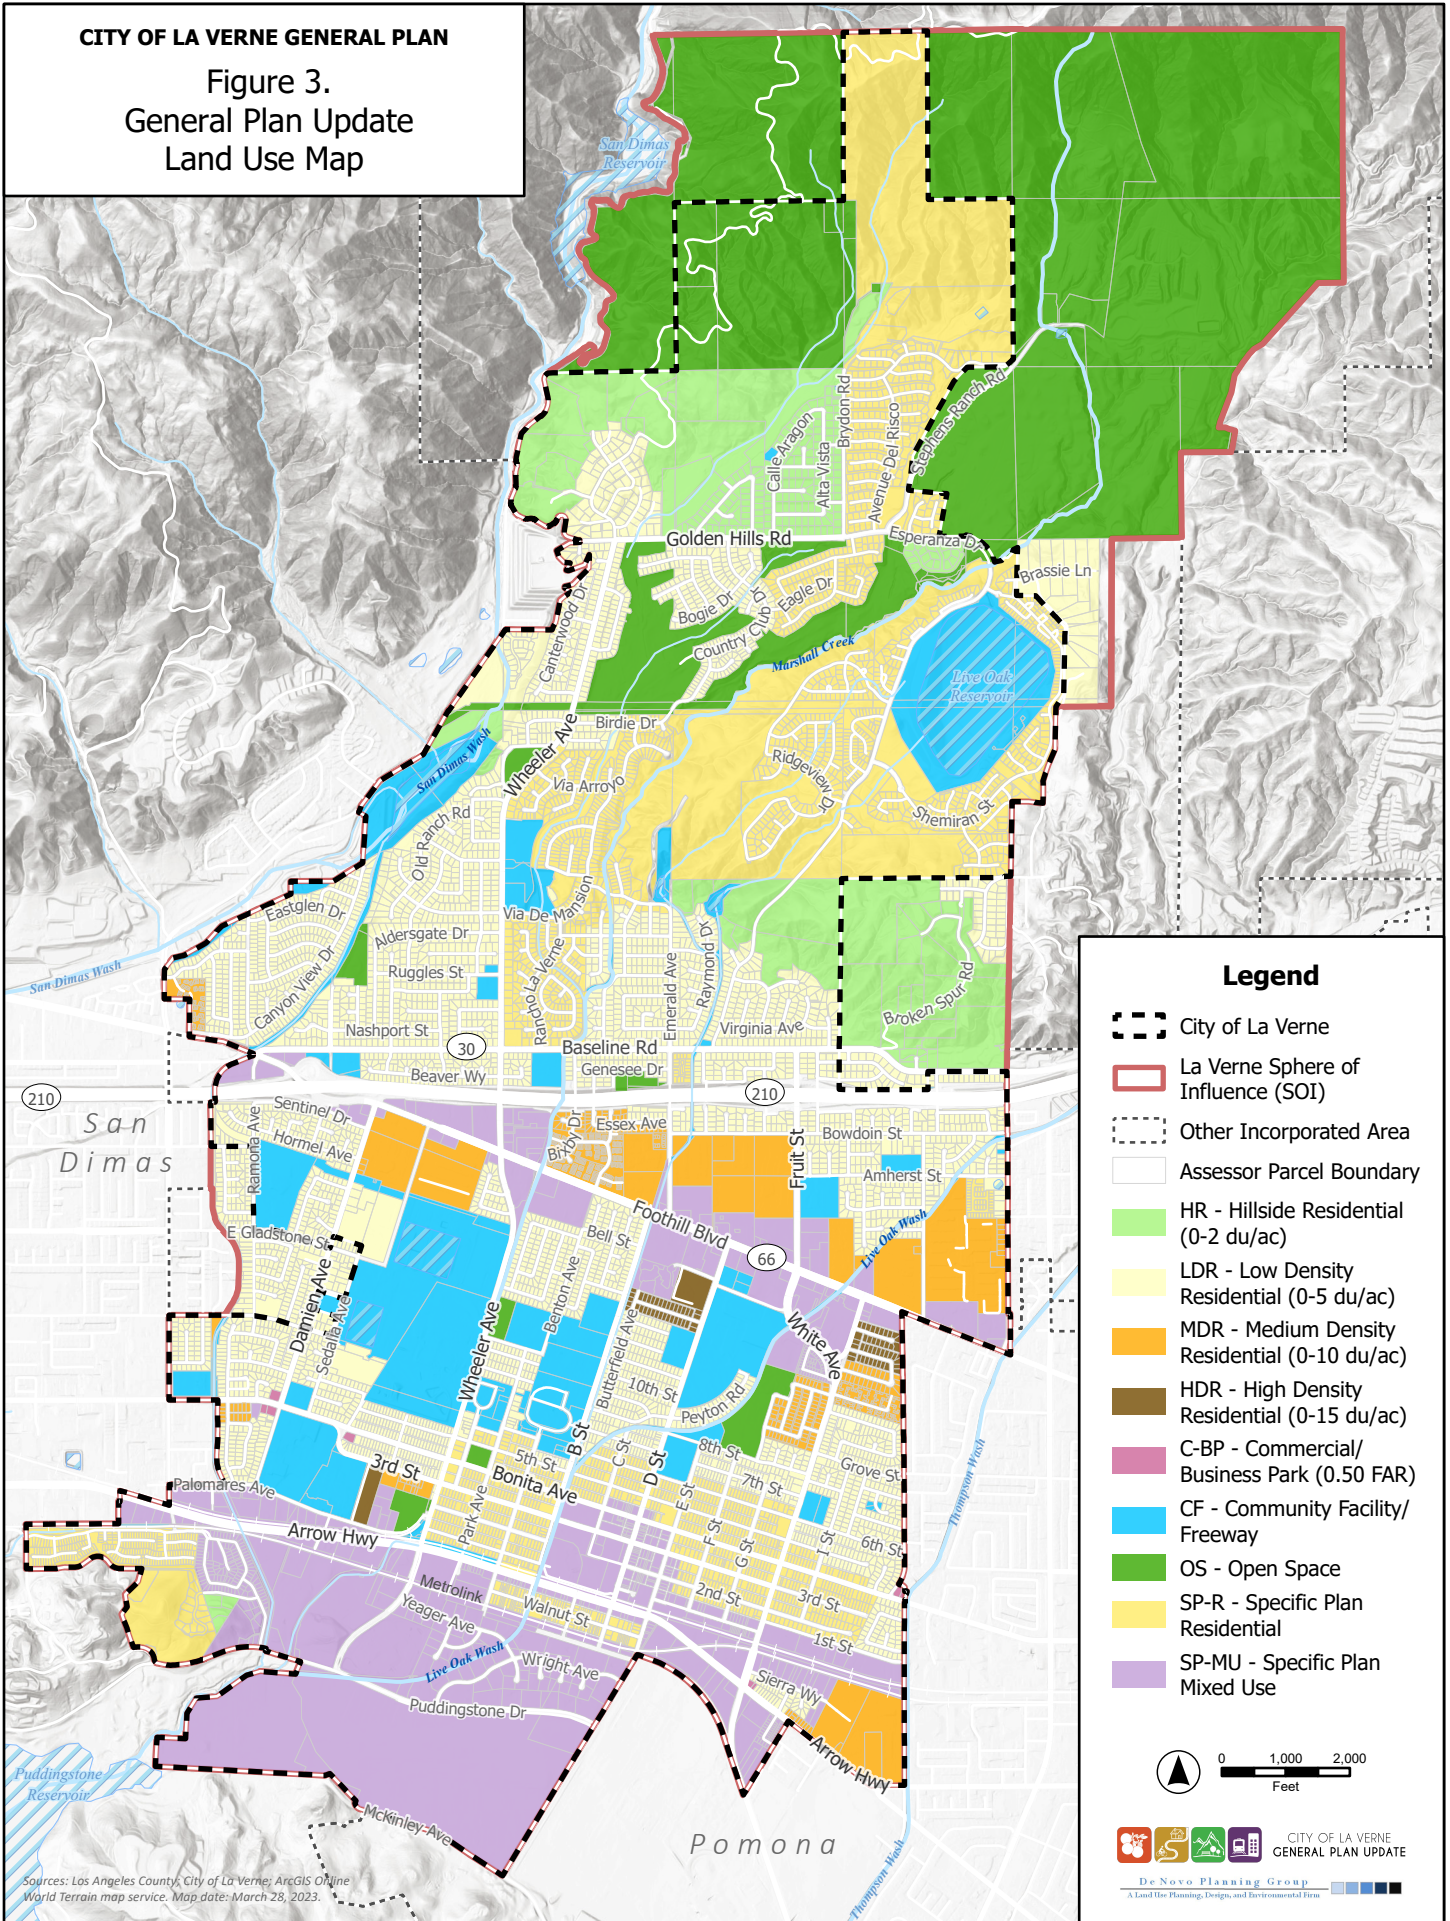 CITY OF LA VERNE GENERAL PLAN
Figure 3.
General Plan Update
Land Use Map
San Dimas
Reservoir
Calle Aragon
Alta Vista
Brydon Rd
Avenue Del Risco
Stephens Ranch Rd
Golden Hills Rd
Esperanza Dr
Brassie Ln
Canterwood Dr
Bogie Dr
Country Club Dr
Eagle Dr
Marshall Creek
Live Oak
Reservoir
Birdie Dr
Wheeler Ave
San Dimas Wash
Via Arroyo
Ridgeview Dr
Shemiran St
Old Ranch Rd
Eastglen Dr
Via De Mansion
Aldersgate Dr
San Dimas Wash
Canyon View Dr
Ruggles St
Rancho La Verne
Emerald Ave
Raymond Dr
Broken Spur Rd
Nashport St
30
Baseline Rd
Virginia Ave
Beaver Wy
Genesee Dr
210
210
San
Dimas
Sentinel Dr
Hormel Ave
Ramona Ave
Bixby Dr
Essex Ave
Fruit St
Bowdoin St
Amherst St
E Gladstone St
Foothill Blvd
Bell St
66
Live Oak Wash
Damien Ave
Sedalia Ave
Wheeler Ave
Benton Ave
Butterfield Ave
White Ave
10th St
Peyton Rd
B St
C St
D St
8th St
7th St
Grove St
3rd St
5th St
Bonita Ave
E St
Palomares Ave
Arrow Hwy
Park Ave
F St
G St
I St
6th St
Thompson Wash
Metrolink
Yeager Ave
Walnut St
2nd St
3rd St
1st St
Live Oak Wash
Wright Ave
Sierra Wy
Puddingstone Dr
Arrow Hwy
Puddingstone
Reservoir
McKinley Ave
Pomona
Thompson Wash
Sources: Los Angeles County; City of La Verne; ArcGIS Online
World Terrain map service. Map date: March 28, 2023.
Legend
City of La Verne
La Verne Sphere of
Influence (SOI)
Other Incorporated Area
Assessor Parcel Boundary
HR - Hillside Residential
(0-2 du/ac)
LDR - Low Density
Residential (0-5 du/ac)
MDR - Medium Density
Residential (0-10 du/ac)
HDR - High Density
Residential (0-15 du/ac)
C-BP - Commercial/
Business Park (0.50 FAR)
CF - Community Facility/
Freeway
OS - Open Space
SP-R - Specific Plan
Residential
SP-MU - Specific Plan
Mixed Use
0 1,000 2,000
Feet
CITY OF LA VERNE
GENERAL PLAN UPDATE
De Novo Planning Group
A Land Use Planning, Design, and Environmental Firm